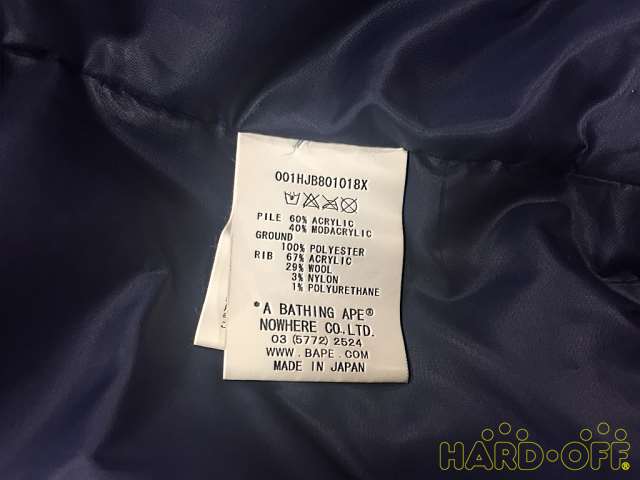 001HJB801018X
PILE 60% ACRYLIC
40% MODACRYLIC
GROUND
100% POLYESTER
RIB 67% ACRYLIC
29% WOOL
3% NYLON
1% POLYURETHANE
*A BATHING APE®
NOWHERE CO.,LTD.
03 (5772) 2524
WWW.BAPE.COM
MADE IN JAPAN
HARD·OFF®